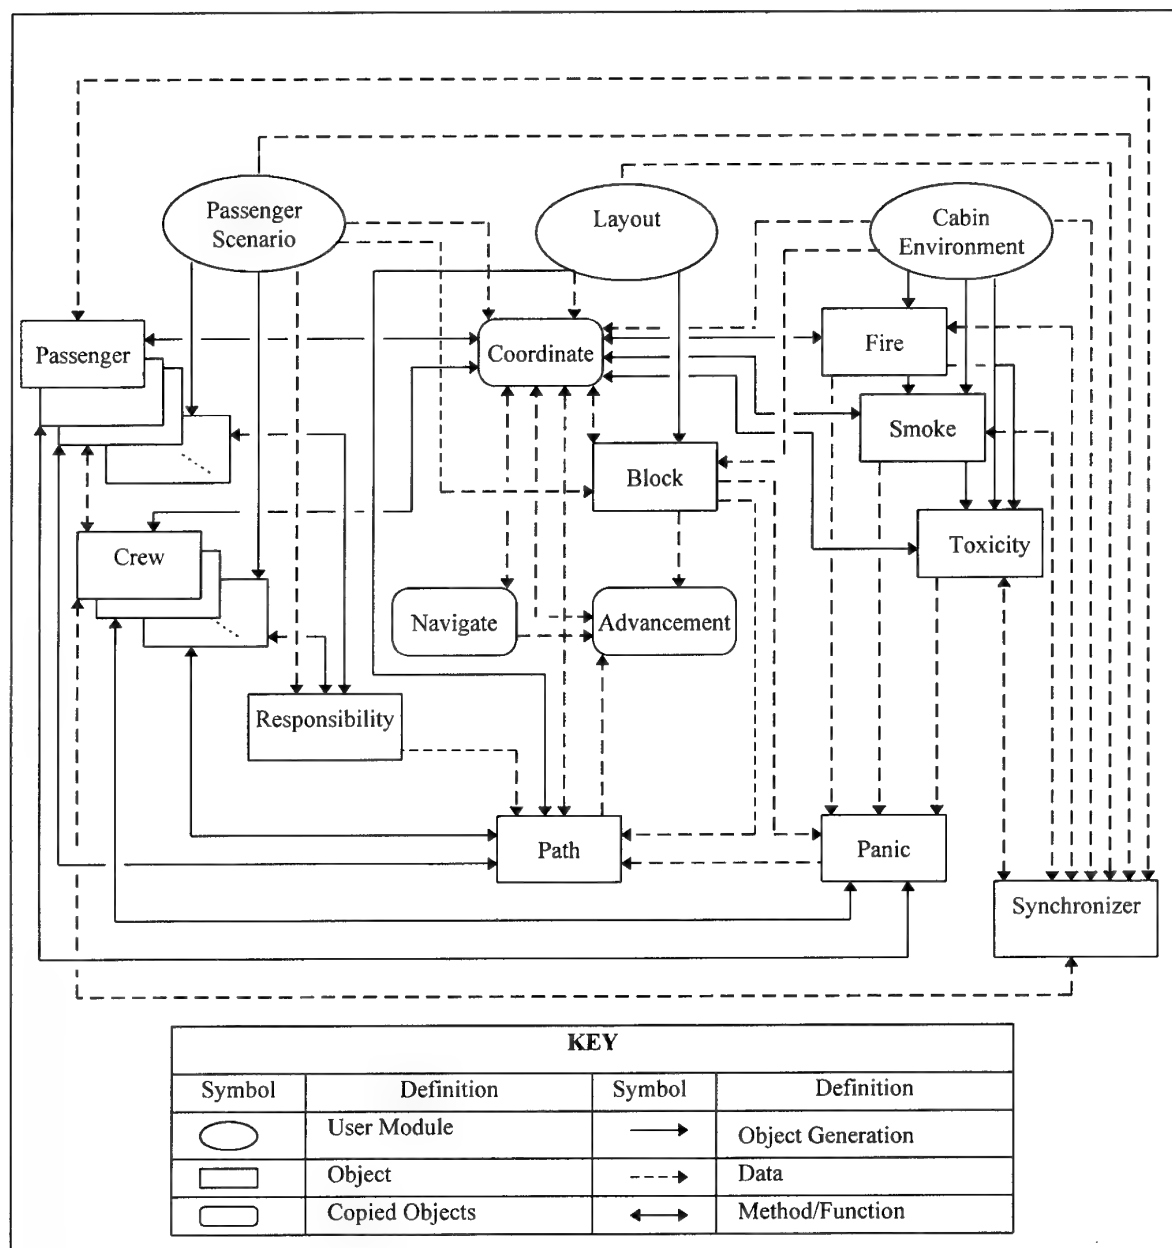 Passenger
Scenario
Layout
Cabin
Environment
Passenger
Coordinate
Fire
Smoke
Block
Crew
Toxicity
Navigate
Advancement
Responsibility
Path
Panic
Synchronizer
KEY
Symbol Definition Symbol Definition
User Module Object Generation
Object Data
Copied Objects Method/Function